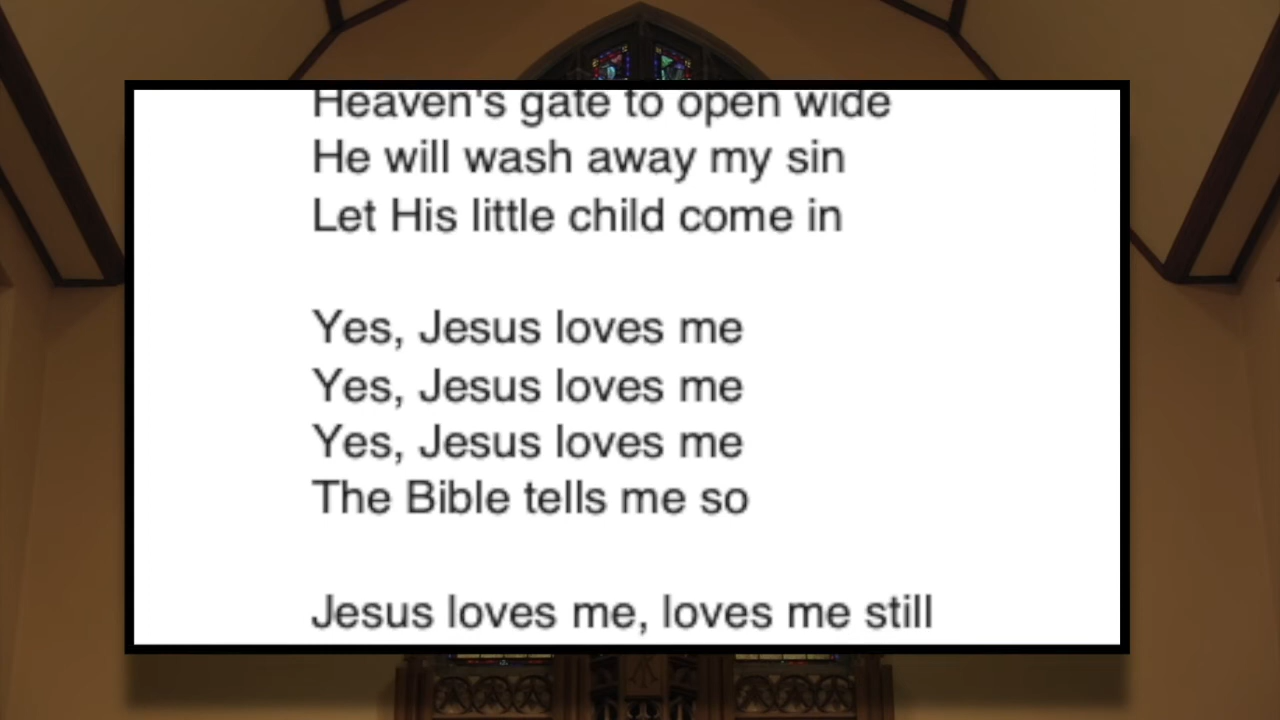 Heaven's gate to open wide
He will wash away my sin
Let His little child come in
Yes, Jesus loves me
Yes, Jesus loves me
Yes, Jesus loves me
The Bible tells me so
Jesus loves me, loves me still